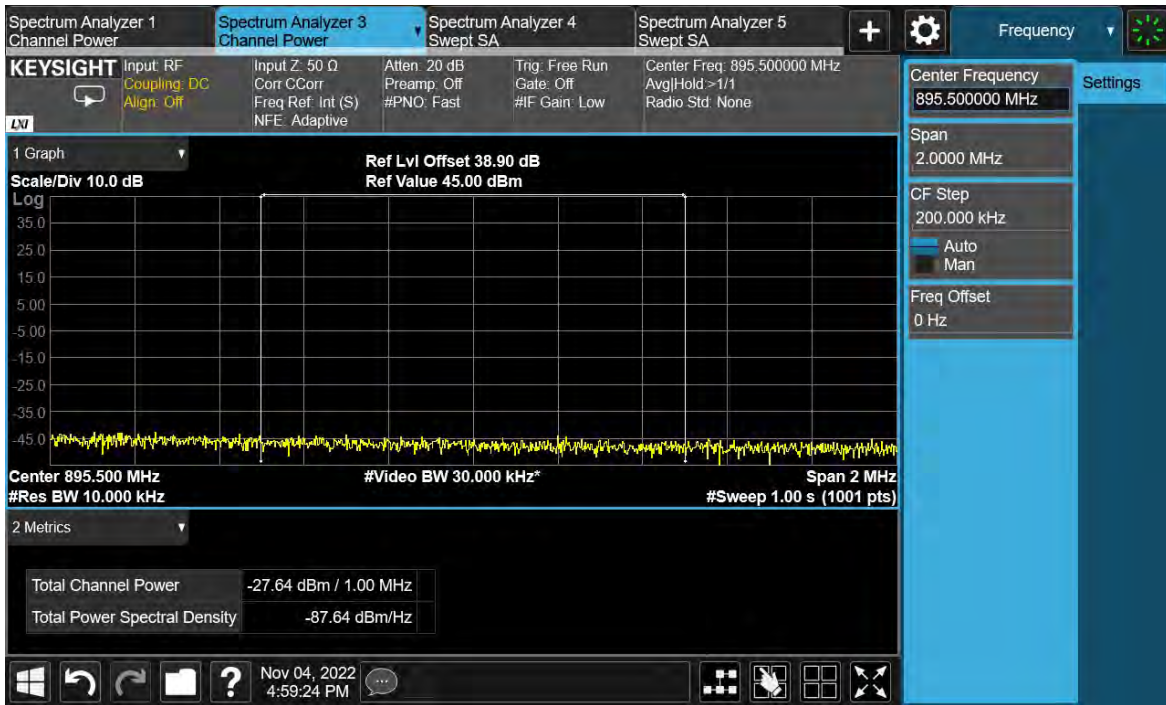 Spectrum Analyzer 1
Channel Power
Spectrum Analyzer 3
Channel Power
Spectrum Analyzer 4
Swept SA
Spectrum Analyzer 5
Swept SA
+
Frequency
KEYSIGHT
LXI
Input: RF
Coupling: DC
Align: Off
Input Z: 50 Ω
Corr CCorr
Freq Ref: Int (S)
NFE: Adaptive
Atten: 20 dB
Preamp: Off
#PNO: Fast
Trig: Free Run
Gate: Off
#IF Gain: Low
Center Freq: 895.500000 MHz
Avg|Hold:>1/1
Radio Std: None
Center Frequency
895.500000 MHz
Settings
Span
2.0000 MHz
CF Step
200.000 kHz
Auto
Man
Freq Offset
0 Hz
1 Graph
Scale/Div 10.0 dB
Ref Lvl Offset 38.90 dB
Ref Value 45.00 dBm
Log
35.0
25.0
15.0
5.00
-5.00
-15.0
-25.0
-35.0
-45.0
Center 895.500 MHz
#Video BW 30.000 kHz*
Span 2 MHz
#Res BW 10.000 kHz
#Sweep 1.00 s (1001 pts)
2 Metrics
Total Channel Power
-27.64 dBm / 1.00 MHz
Total Power Spectral Density
-87.64 dBm/Hz
?
Nov 04, 2022
4:59:24 PM